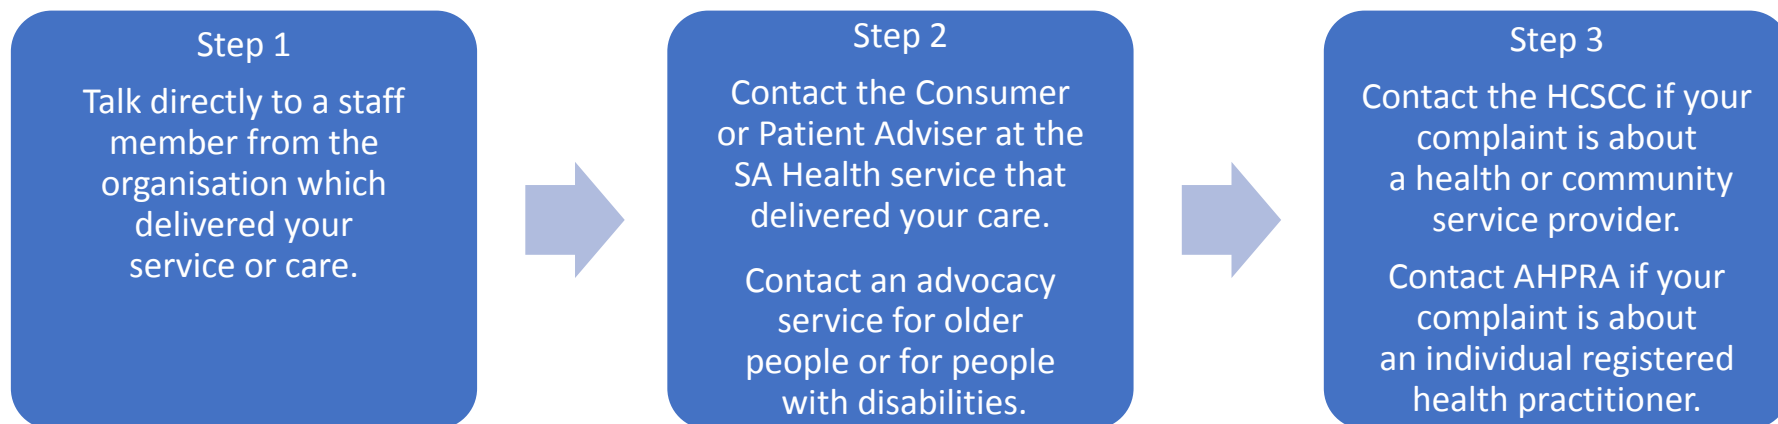 Step 1
Talk directly to a staff
member from the
organisation which
delivered your
service or care.
Step 2
Contact the Consumer
or Patient Adviser at the
SA Health service that
delivered your care.
Contact an advocacy
service for older
people or for people
with disabilities.
Step 3
Contact the HCSCC if your
complaint is about
a health or community
service provider.
Contact AHPRA if your
complaint is about
an individual registered
health practitioner.